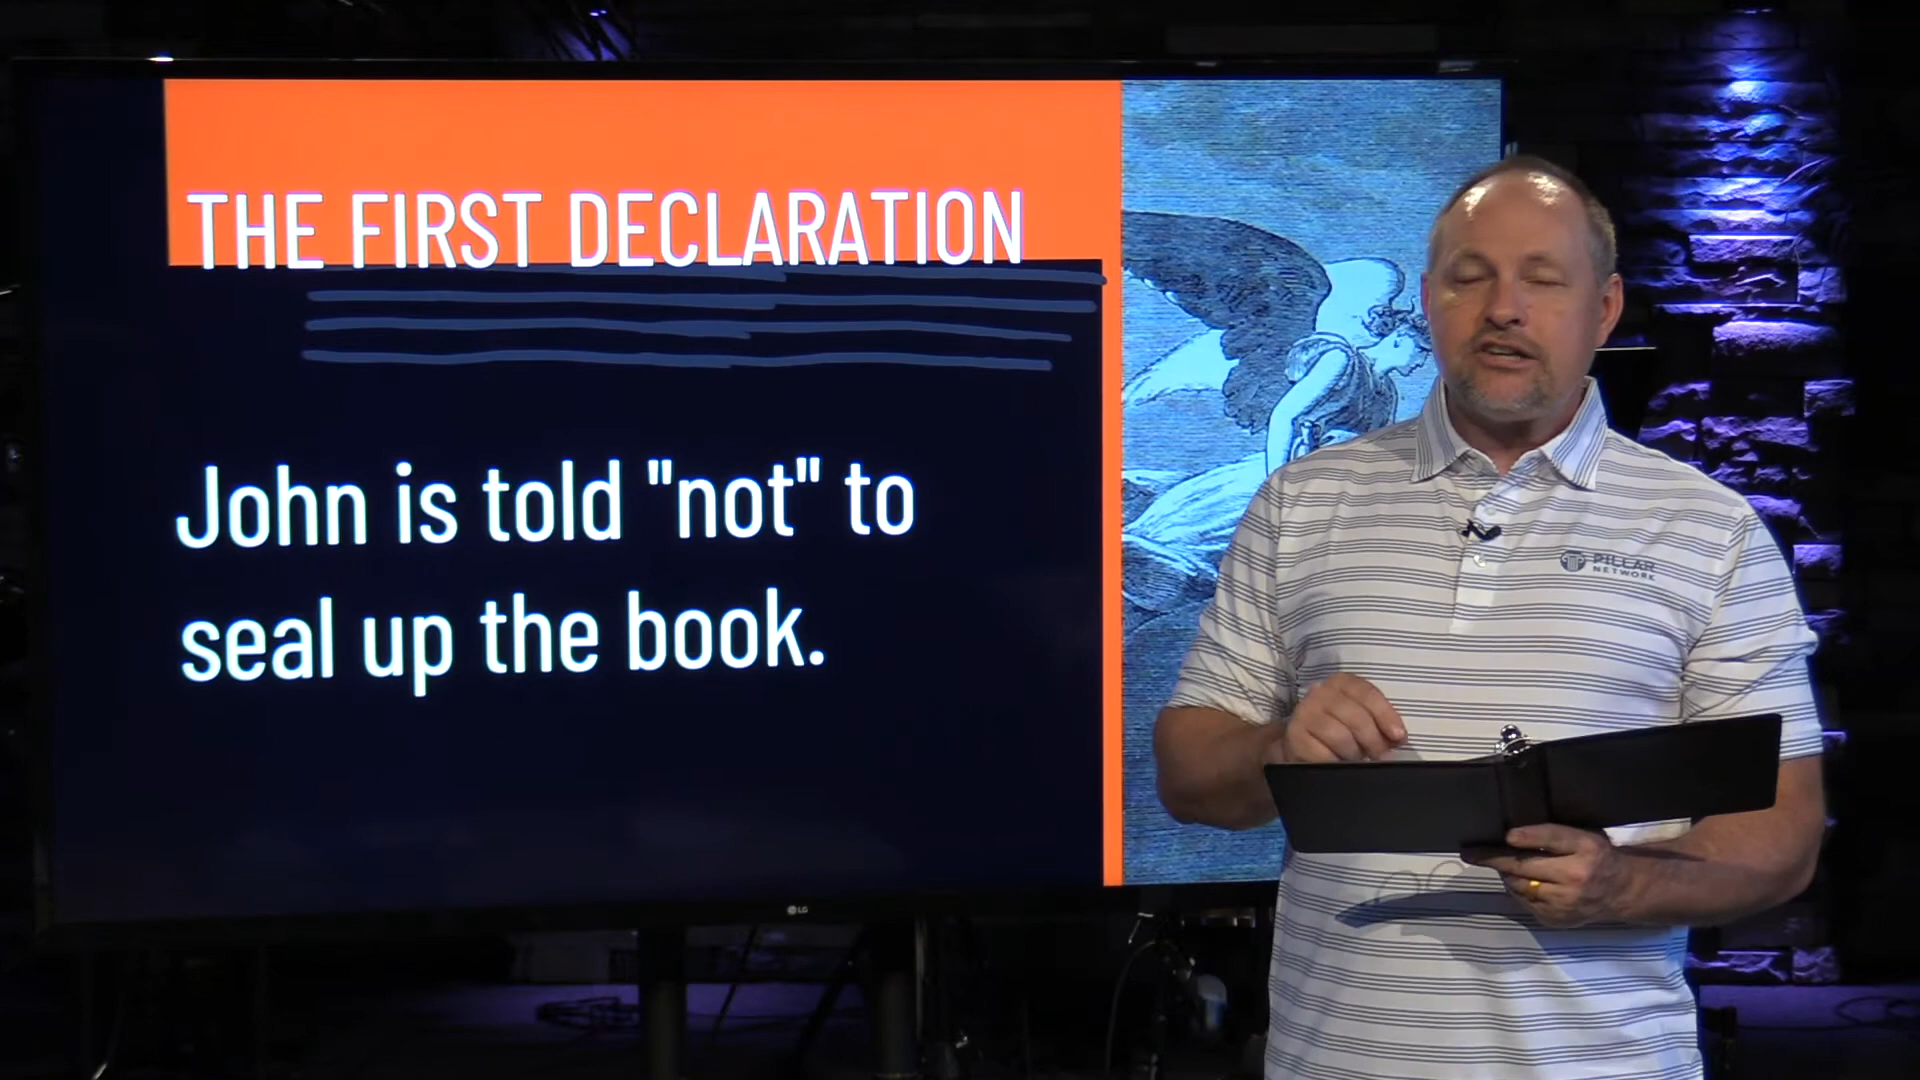 THE FIRST DECLARATION
John is told "not" to
seal up the book.
PILLAR
NETWORK
LG